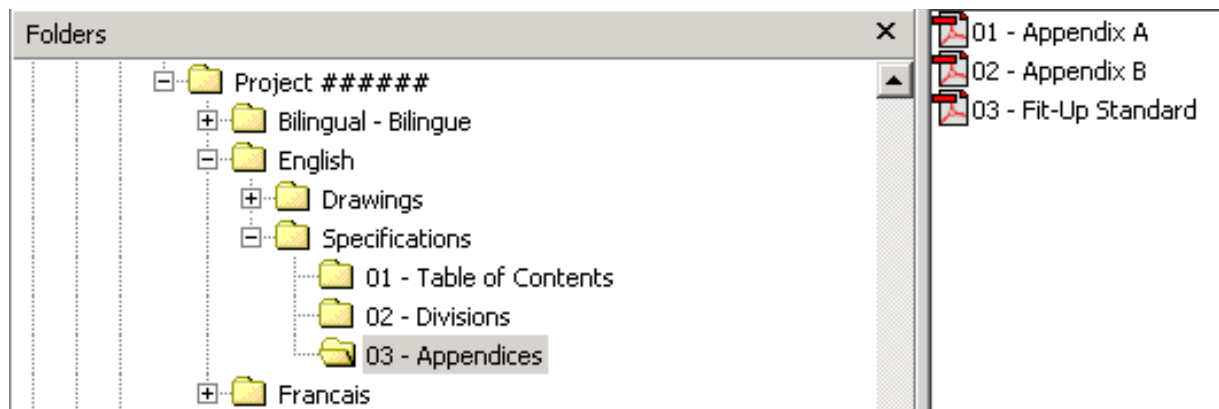 Folders
Project ######
Bilingual - Bilingue
English
Drawings
Specifications
01 - Table of Contents
02 - Divisions
03 - Appendices
Francais
01 - Appendix A
02 - Appendix B
03 - Fit-Up Standard